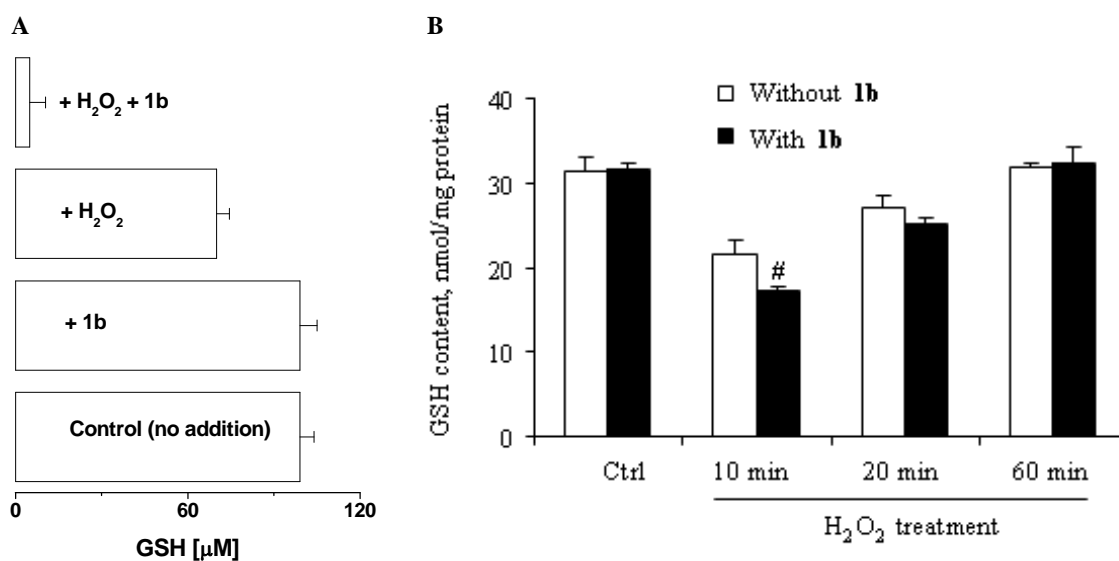 A
+ H₂O₂ + 1b
+ H₂O₂
+ 1b
Control (no addition)
0 60 120
GSH [µM]
B
Without 1b
With 1b
GSH content, nmol/mg protein
40
30
20
10
0
#
Ctrl 10 min 20 min 60 min
H₂O₂ treatment